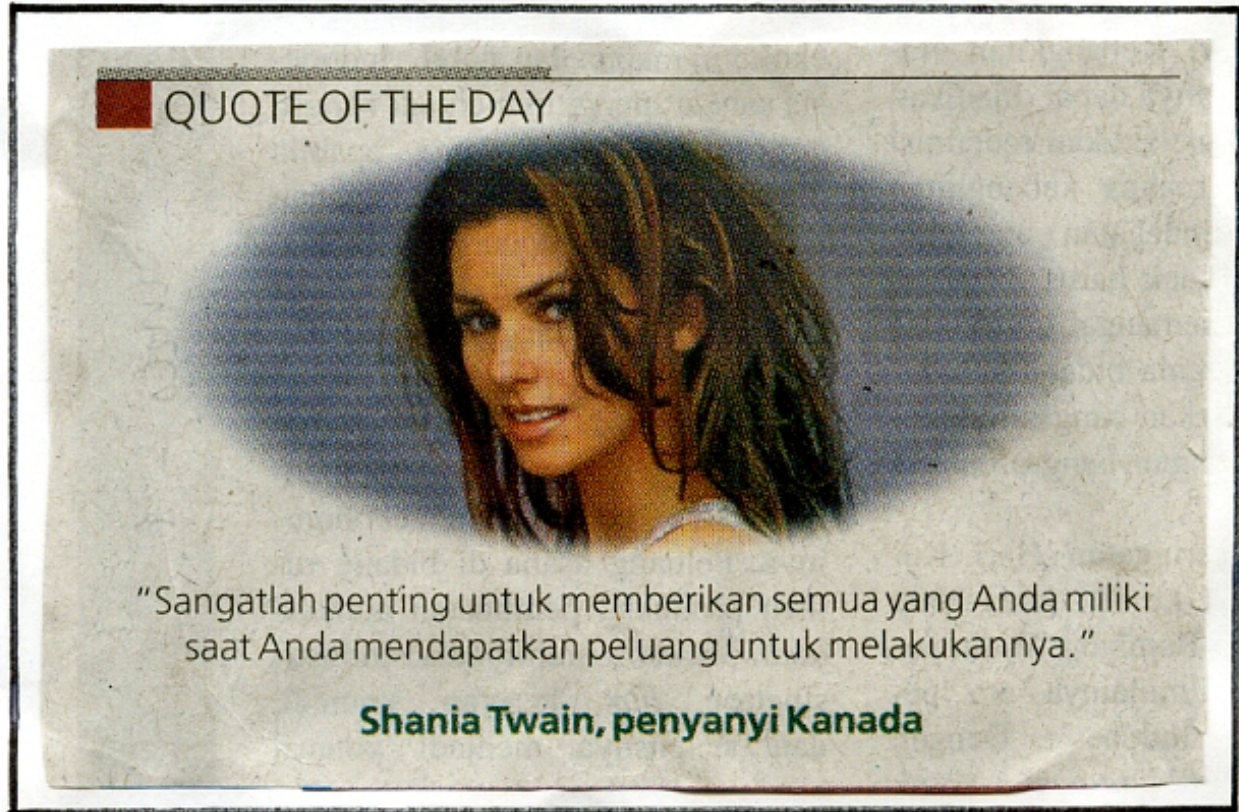 QUOTE OF THE DAY
"Sangatlah penting untuk memberikan semua yang Anda miliki
saat Anda mendapatkan peluang untuk melakukannya."
Shania Twain, penyanyi Kanada